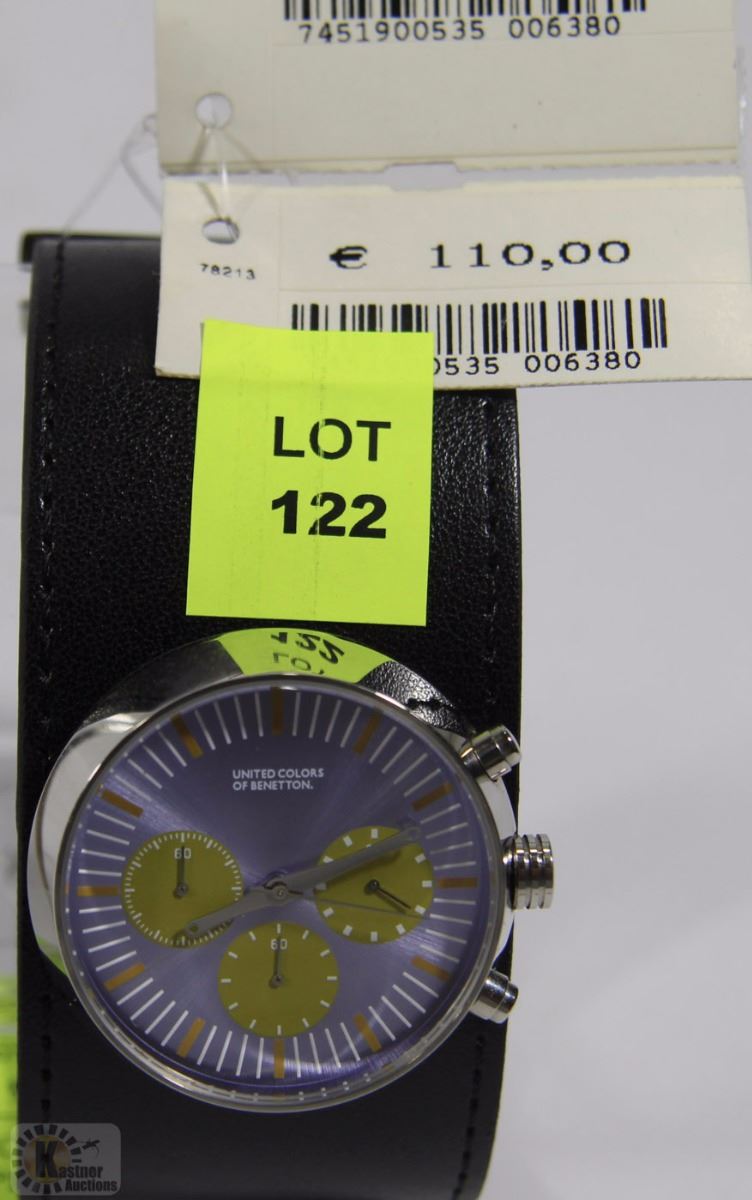 7451900535 006380
€ 110,00
78213
0535 006380
LOT
122
UNITED COLORS
OF BENETTON.
60
60
Kastner
Auctions